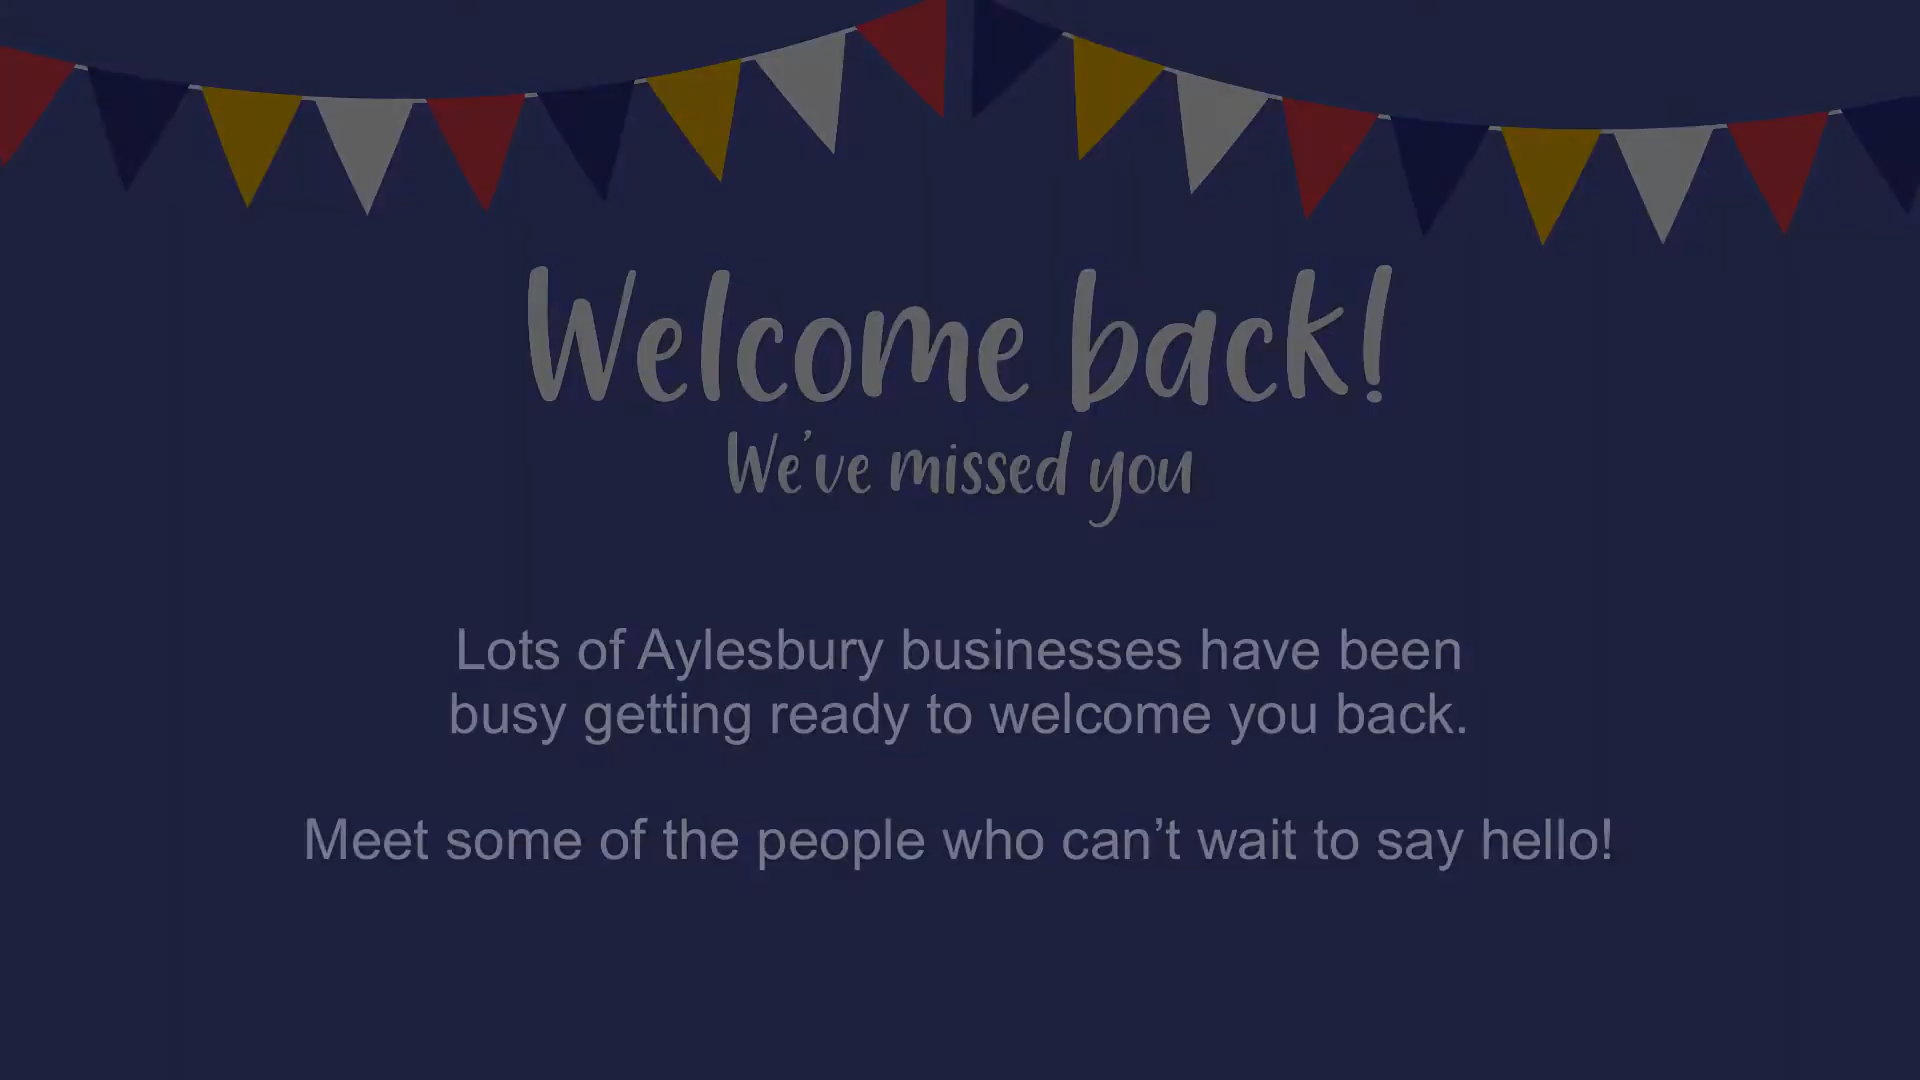 Welcome back!
We've missed you
Lots of Aylesbury businesses have been
busy getting ready to welcome you back.
Meet some of the people who can’t wait to say hello!